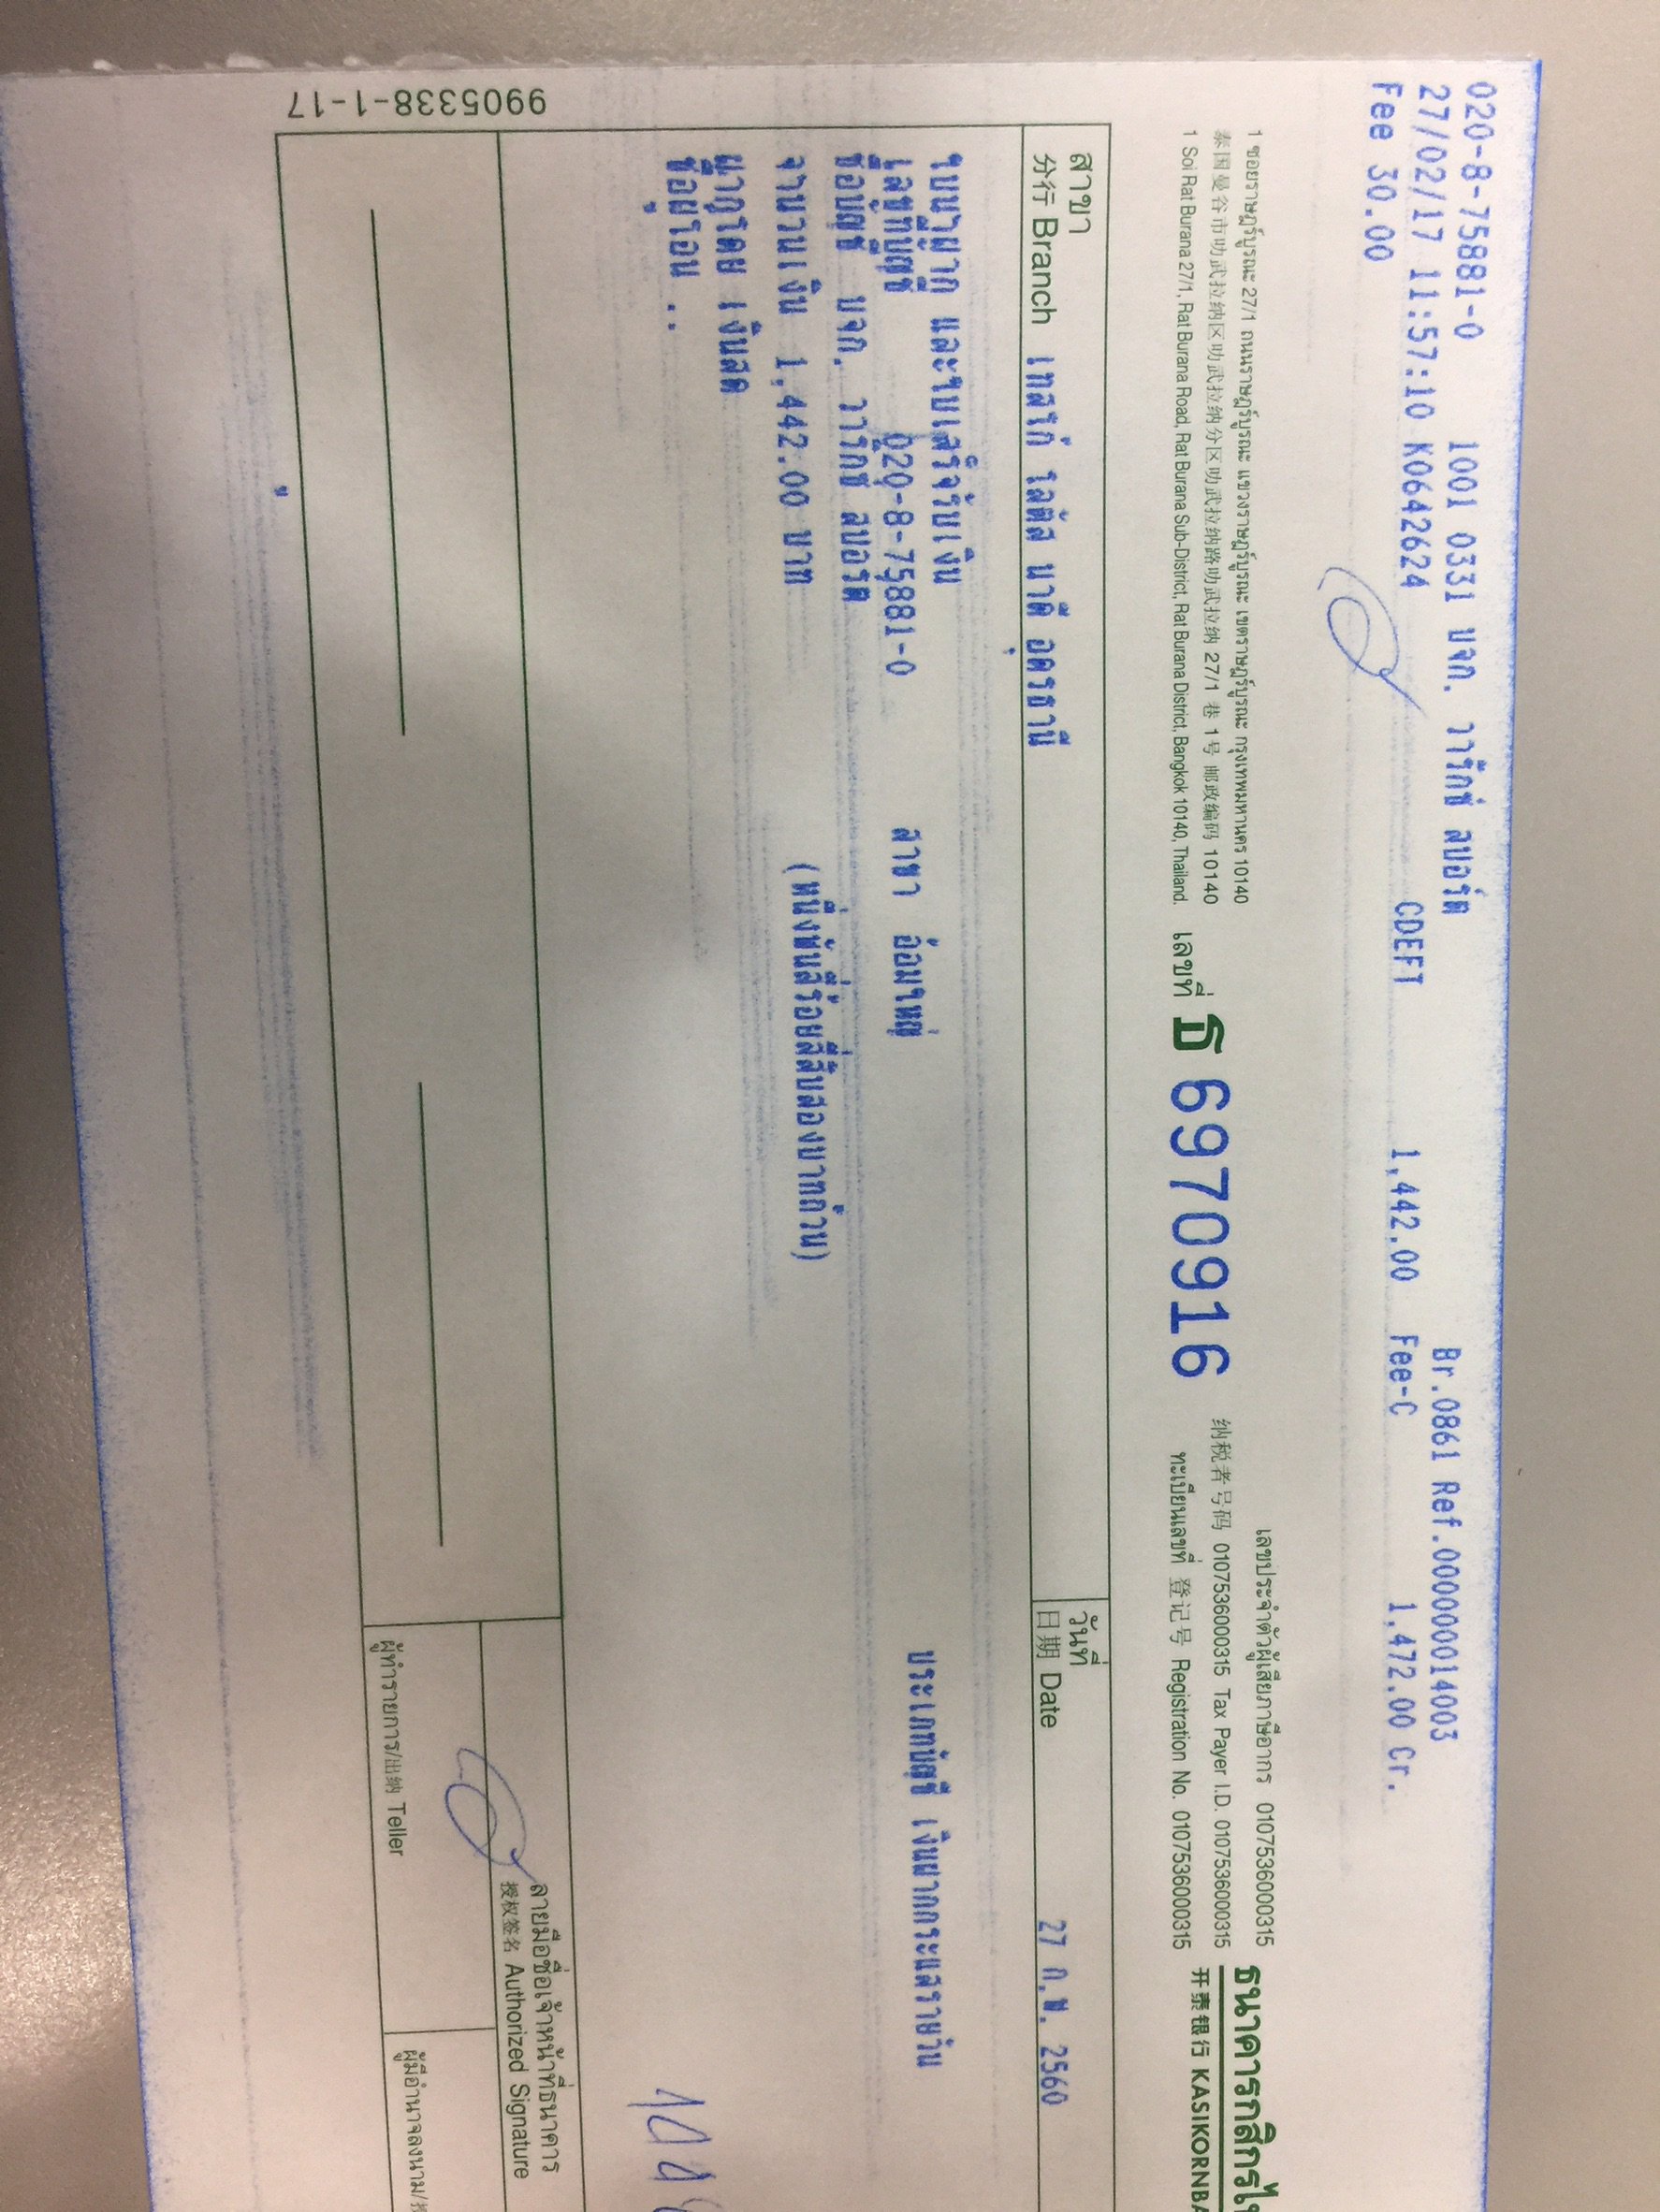 020-8-75881-0 1001 0331 บจก. วาริกซ์ สปอร์ต Br.0861 Ref.000000014003
27/02/17 11:57:10 K0642624 CDEFT 1,442.00 Fee-C 1,472.00 Cr.
Fee 30.00
1 ซอยราษฎร์บูรณะ 27/1 ถนนราษฎร์บูรณะ แขวงราษฎร์บูรณะ เขตราษฎร์บูรณะ กรุงเทพมหานคร 10140
泰国曼谷市叻武拉纳区叻武拉纳分区叻武拉纳路叻武拉纳 27/1 巷 1号 邮政编码 10140
1 Soi Rat Burana 27/1, Rat Burana Road, Rat Burana Sub-District, Rat Burana District, Bangkok 10140, Thailand.
เลขที่ ธ 6970916
เลขประจำตัวผู้เสียภาษีอากร 0107536000315
纳税者号码 0107536000315 Tax Payer I.D. 0107536000315
ทะเบียนเลขที่ 登记号 Registration No. 0107536000315
ธนาคารกสิกรไ
开泰银行 KASIKORNBA
สาขา
分行 Branch เทสโก้ โลตัส นาดี อุดรธานี
วันที่
日期 Date 27 ก.พ. 2560
ใบนำฝาก และใบเสร็จรับเงิน
เลขที่บัญชี 020-8-75881-0 สาขา อ้อมใหญ่ ประเภทบัญชี เงินฝากกระแสรายวัน
ชื่อบัญชี บจก. วาริกซ์ สปอร์ต
จำนวนเงิน 1,442.00 บาท (หนึ่งพันสี่ร้อยสี่สิบสองบาทถ้วน)
ฝากโดย เงินสด
ชื่อผู้โอน ..
ลายมือชื่อเจ้าหน้าที่ธนาคาร
授权签名 Authorized Signature
ผู้ทำรายการ/出纳 Teller
ผู้มีอำนาจลงนาม/
9905338-1-17